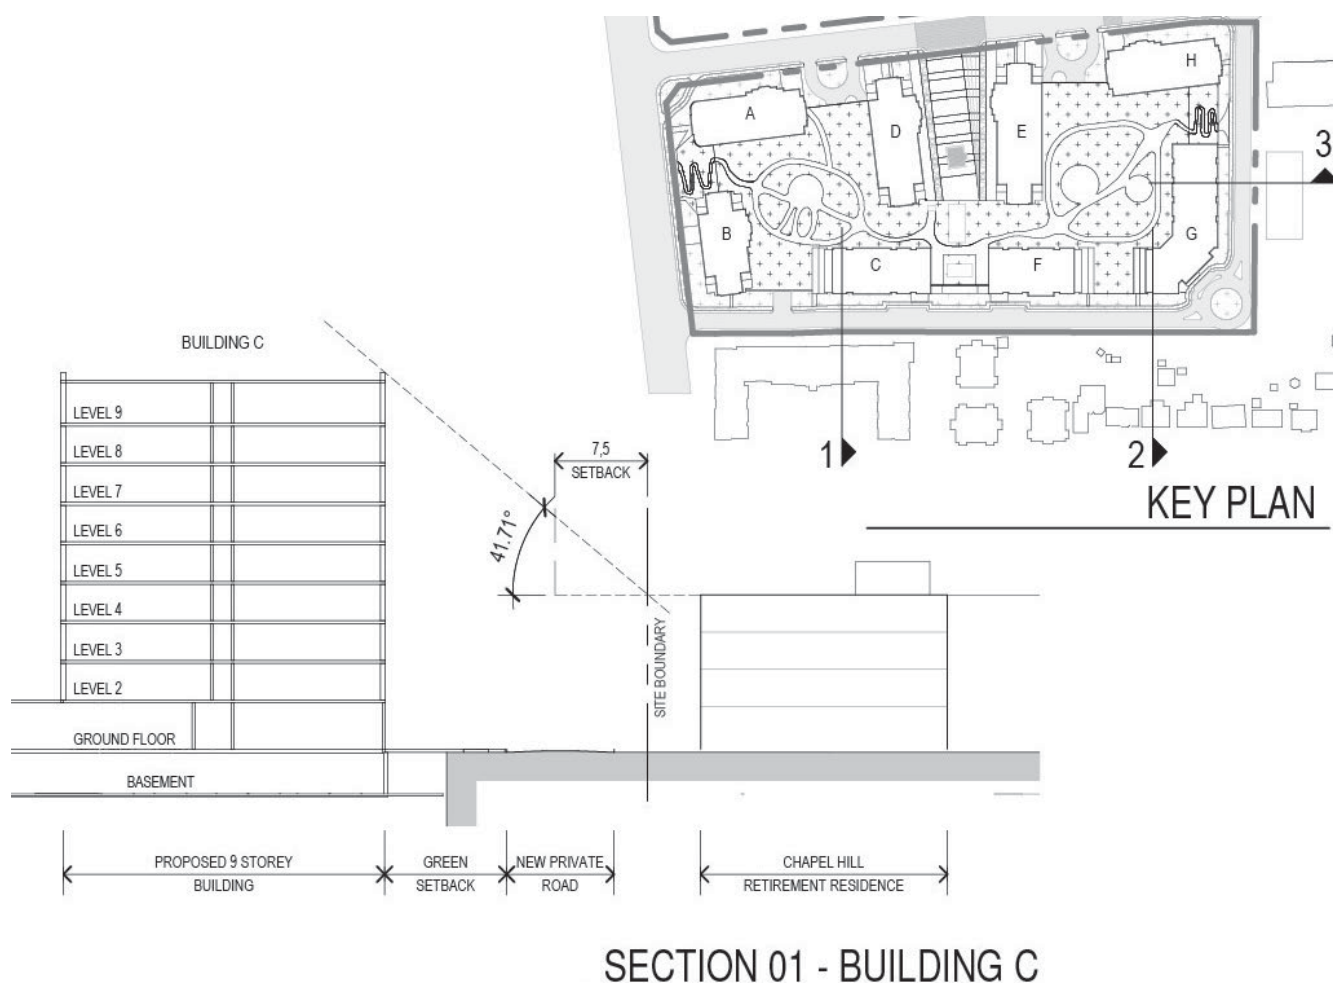 A
D
E
H
B
C
F
G
3
1
2
KEY PLAN
BUILDING C
LEVEL 9
LEVEL 8
LEVEL 7
LEVEL 6
LEVEL 5
LEVEL 4
LEVEL 3
LEVEL 2
GROUND FLOOR
BASEMENT
7,5
SETBACK
41.71°
SITE BOUNDARY
PROPOSED 9 STOREY
BUILDING
GREEN
SETBACK
NEW PRIVATE
ROAD
CHAPEL HILL
RETIREMENT RESIDENCE
SECTION 01 - BUILDING C